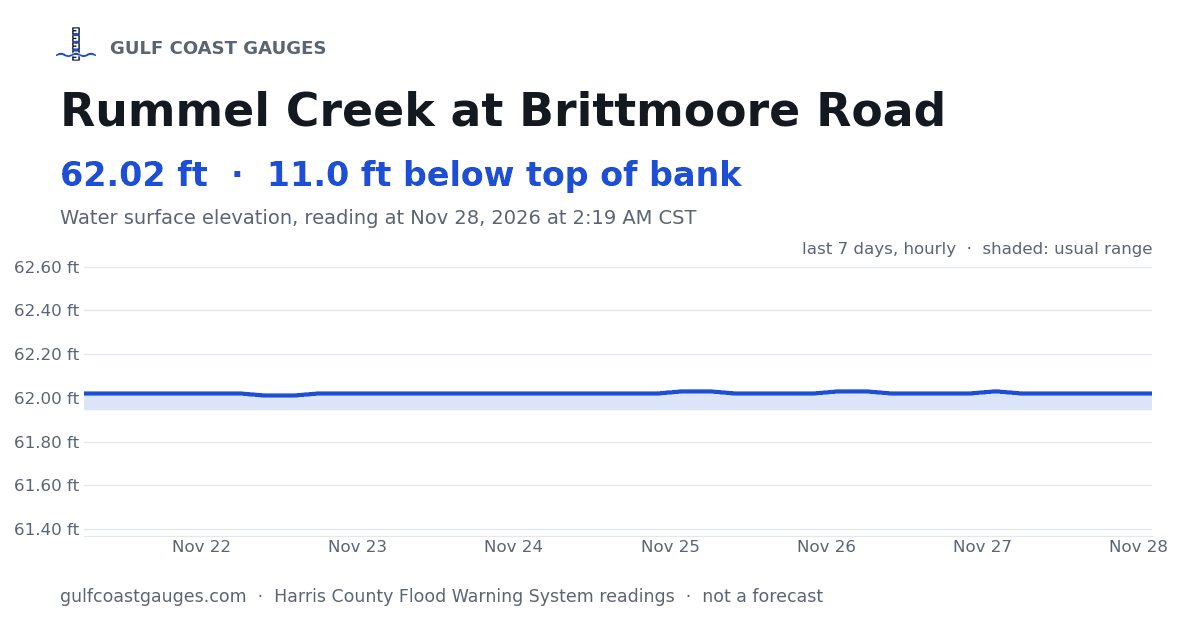 GULF COAST GAUGES
Rummel Creek at Brittmoore Road
62.02 ft · 11.0 ft below top of bank
Water surface elevation, reading at Nov 28, 2026 at 2:19 AM CST
last 7 days, hourly · shaded: usual range
62.60 ft
62.40 ft
62.20 ft
62.00 ft
61.80 ft
61.60 ft
61.40 ft
Nov 22 Nov 23 Nov 24 Nov 25 Nov 26 Nov 27 Nov 28
gulfcoastgauges.com · Harris County Flood Warning System readings · not a forecast